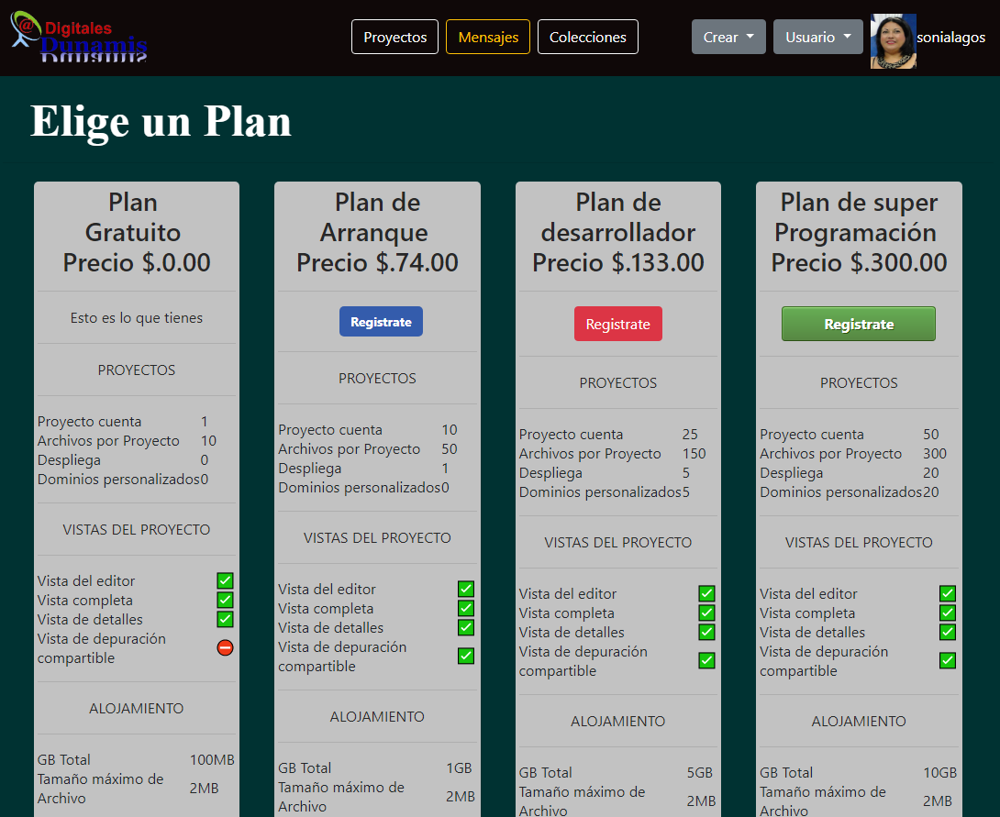 @ Digitales
Dunamis
Proyectos
Mensajes
Colecciones
Crear
Usuario
sonialagos
Elige un Plan
Plan
Gratuito
Precio $.0.00
Esto es lo que tienes
PROYECTOS
Proyecto cuenta 1
Archivos por Proyecto 10
Despliega 0
Dominios personalizados0
VISTAS DEL PROYECTO
Vista del editor
Vista completa
Vista de detalles
Vista de depuración
compartible
ALOJAMIENTO
GB Total 100MB
Tamaño máximo de
Archivo 2MB
Plan de
Arranque
Precio $.74.00
Registrate
PROYECTOS
Proyecto cuenta 10
Archivos por Proyecto 50
Despliega 1
Dominios personalizados0
VISTAS DEL PROYECTO
Vista del editor
Vista completa
Vista de detalles
Vista de depuración
compartible
ALOJAMIENTO
GB Total 1GB
Tamaño máximo de
Archivo 2MB
Plan de
desarrollador
Precio $.133.00
Registrate
PROYECTOS
Proyecto cuenta 25
Archivos por Proyecto 150
Despliega 5
Dominios personalizados5
VISTAS DEL PROYECTO
Vista del editor
Vista completa
Vista de detalles
Vista de depuración
compartible
ALOJAMIENTO
GB Total 5GB
Tamaño máximo de
Archivo 2MB
Plan de super
Programación
Precio $.300.00
Registrate
PROYECTOS
Proyecto cuenta 50
Archivos por Proyecto 300
Despliega 20
Dominios personalizados20
VISTAS DEL PROYECTO
Vista del editor
Vista completa
Vista de detalles
Vista de depuración
compartible
ALOJAMIENTO
GB Total 10GB
Tamaño máximo de
Archivo 2MB